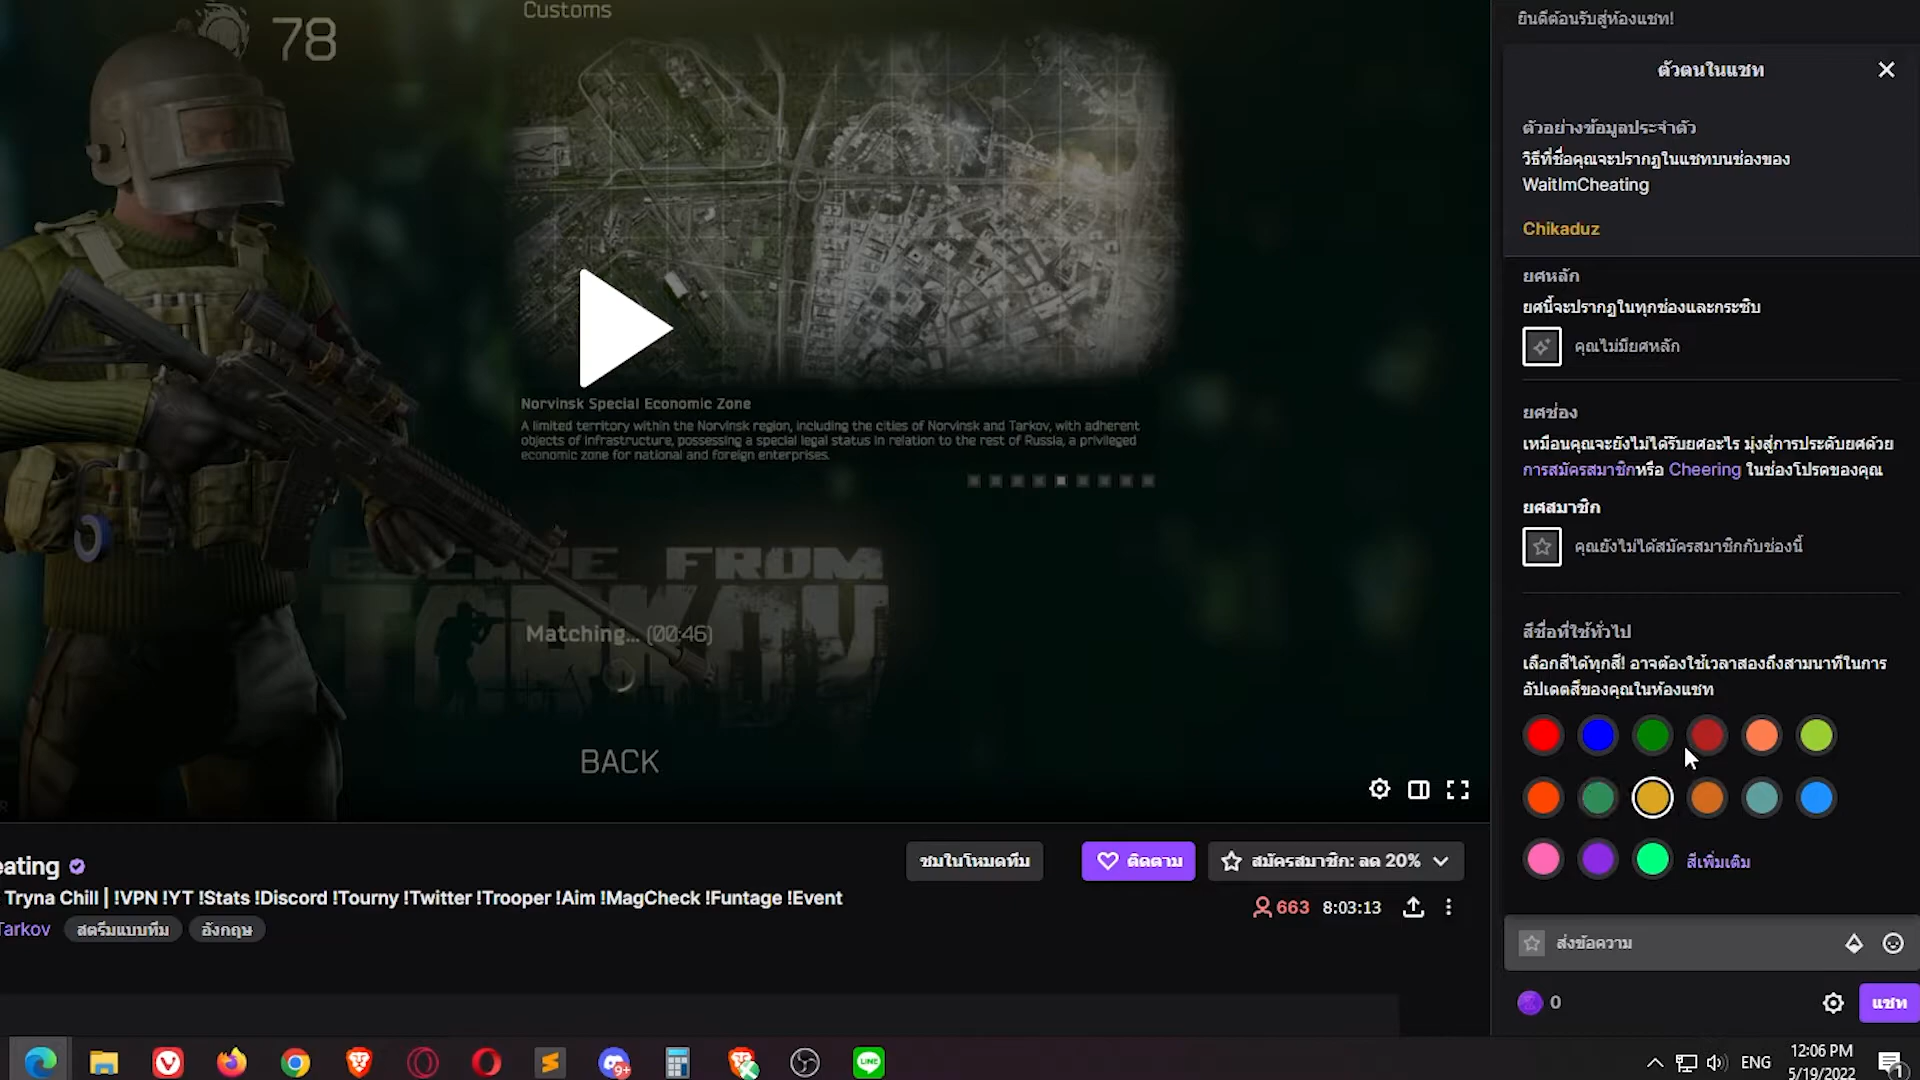 Customs
78
Norvinsk Special Economic Zone
A limited territory within the Norvinsk region, including the cities of Norvinsk and Tarkov, with adherent
objects of infrastructure, possessing a special legal status in relation to the rest of Russia, a privileged
economic zone for national and foreign enterprises.
ESCAPE FROM
TARKOV
Matching... (00:46)
BACK
eating
ชมในโหมดทีม
ติดตาม
สมัครสมาชิก: ลด 20%
Tryna Chill | !VPN !YT !Stats !Discord !Tourny !Twitter !Trooper !Aim !MagCheck !Funtage !Event
663
8:03:13
Tarkov
สตรีมแบบทีม
อังกฤษ
ยินดีต้อนรับสู่ห้องแชท!
ตัวตนในแชท
ตัวอย่างข้อมูลประจำตัว
วิธีที่ชื่อคุณจะปรากฏในแชทบนช่องของ
WaitImCheating
Chikaduz
ยศหลัก
ยศนี้จะปรากฏในทุกช่องและกระซิบ
คุณไม่มียศหลัก
ยศช่อง
เหมือนคุณจะยังไม่ได้รับยศอะไร มุ่งสู่การประดับยศด้วย
การสมัครสมาชิกหรือ Cheering ในช่องโปรดของคุณ
ยศสมาชิก
คุณยังไม่ได้สมัครสมาชิกกับช่องนี้
สีชื่อที่ใช้ทั่วไป
เลือกสีได้ทุกสี! อาจต้องใช้เวลาสองถึงสามนาทีในการ
อัปเดตสีของคุณในห้องแชท
สีเพิ่มเติม
ส่งข้อความ
0
แชท
9+
LINE
ENG
12:06 PM
5/19/2022
1